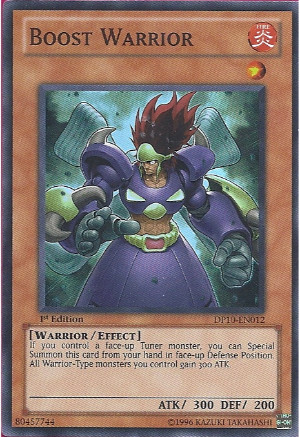 BOOST WARRIOR
FIRE
炎
1st Edition
DP10-EN012
[WARRIOR / EFFECT]
If you control a face-up Tuner monster, you can Special
Summon this card from your hand in face-up Defense Position.
All Warrior-Type monsters you control gain 300 ATK.
ATK/ 300 DEF/ 200
80457744
©1996 KAZUKI TAKAHASHI